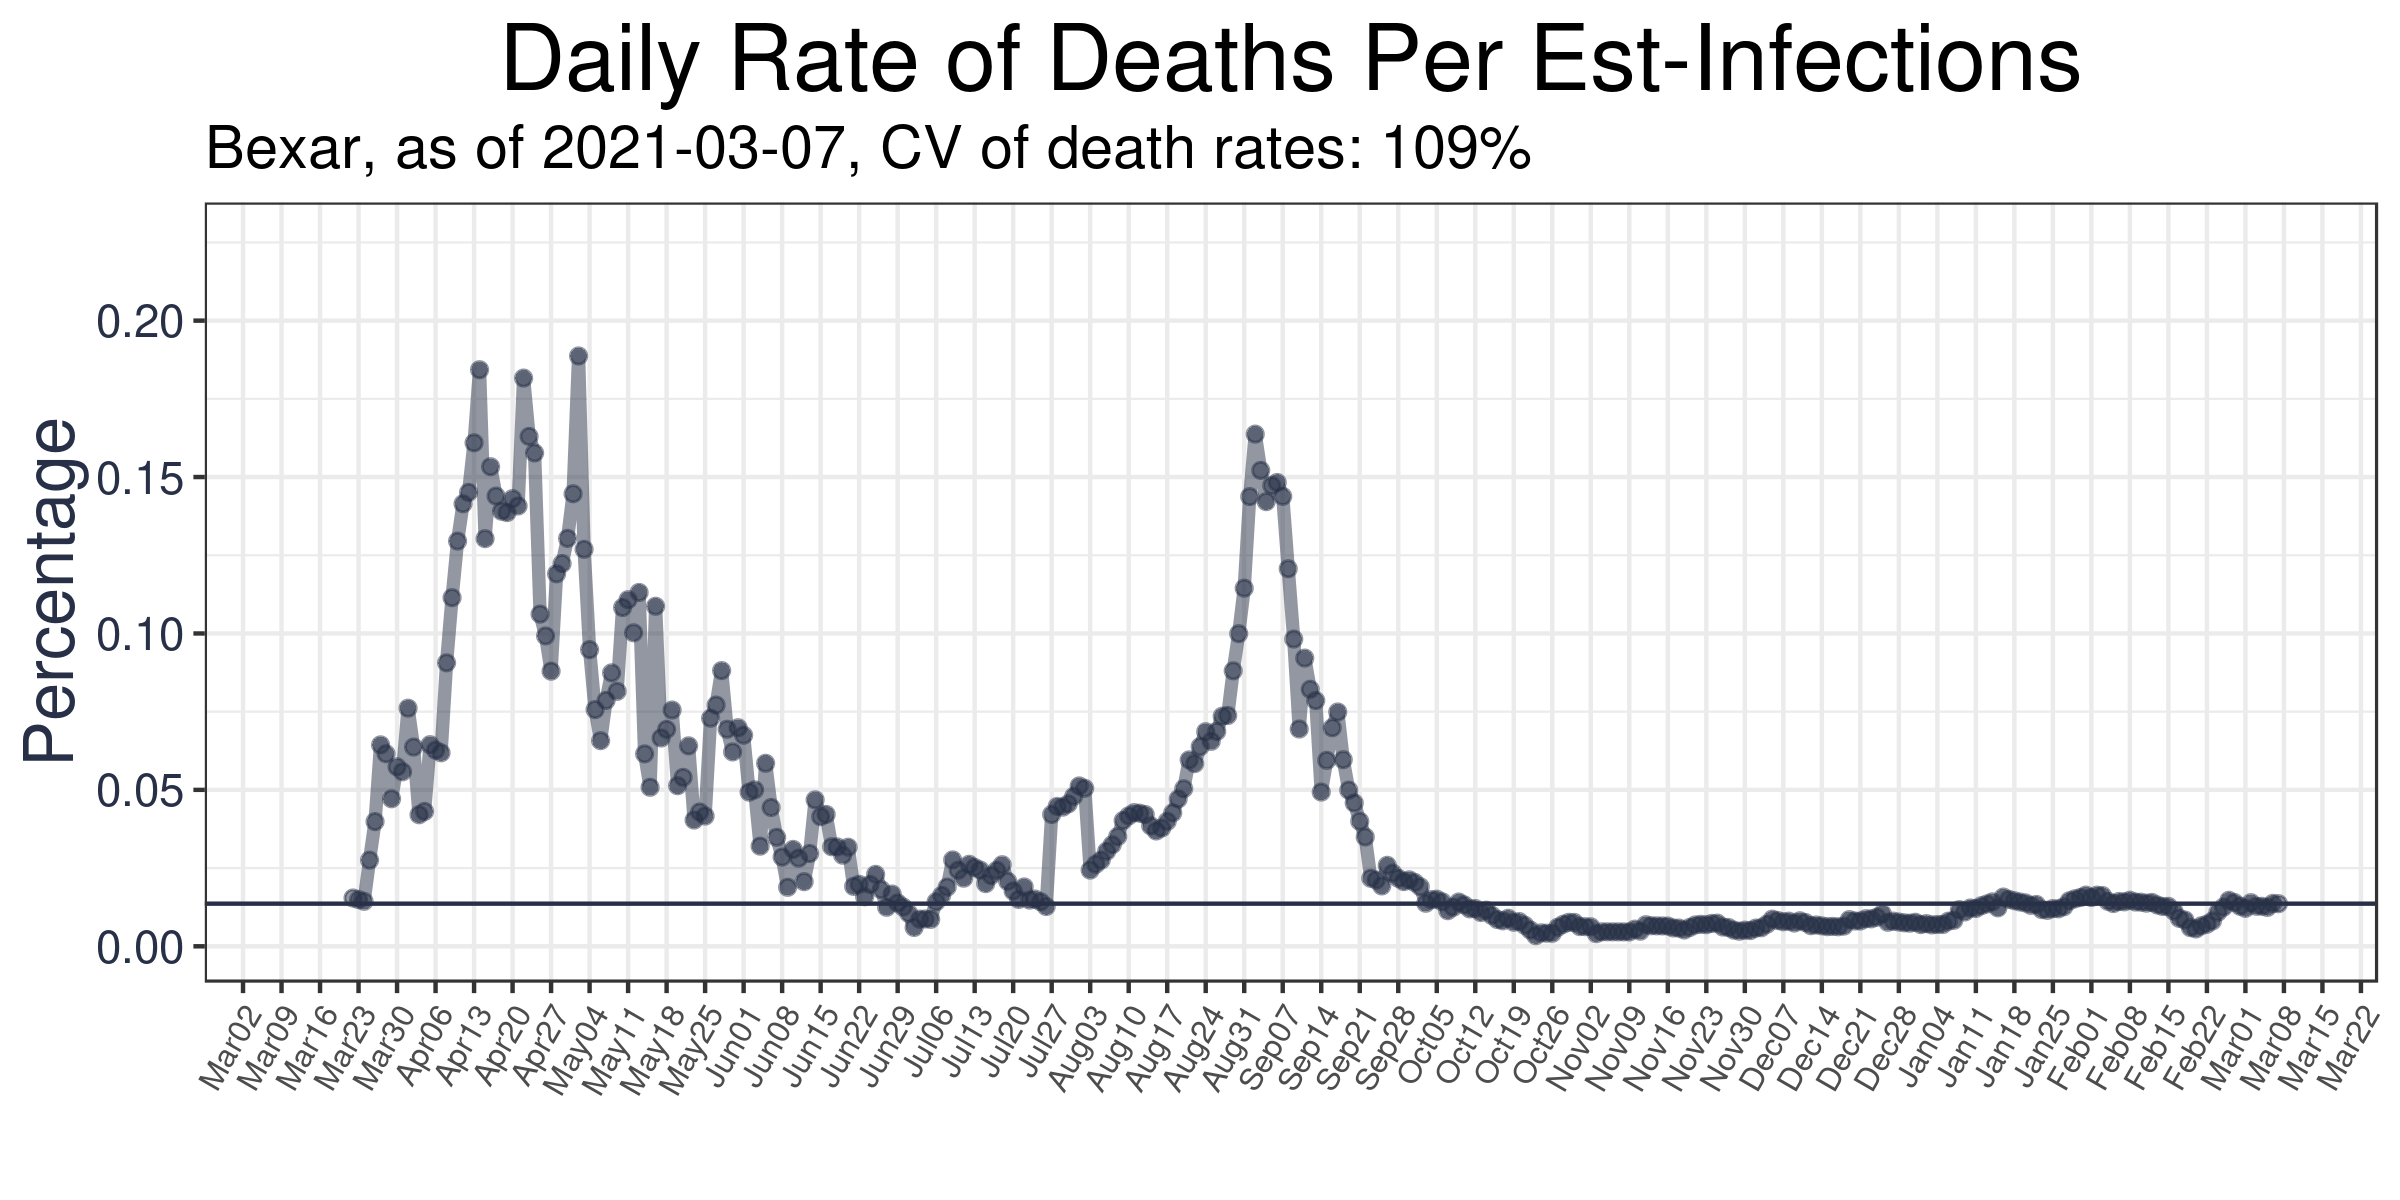 Daily Rate of Deaths Per Est-Infections
Bexar, as of 2021-03-07, CV of death rates: 109%
Percentage
0.20
0.15
0.10
0.05
0.00
Mar02
Mar09
Mar16
Mar23
Mar30
Apr06
Apr13
Apr20
Apr27
May04
May11
May18
May25
Jun01
Jun08
Jun15
Jun22
Jun29
Jul06
Jul13
Jul20
Jul27
Aug03
Aug10
Aug17
Aug24
Aug31
Sep07
Sep14
Sep21
Sep28
Oct05
Oct12
Oct19
Oct26
Nov02
Nov09
Nov16
Nov23
Nov30
Dec07
Dec14
Dec21
Dec28
Jan04
Jan11
Jan18
Jan25
Feb01
Feb08
Feb15
Feb22
Mar01
Mar08
Mar15
Mar22